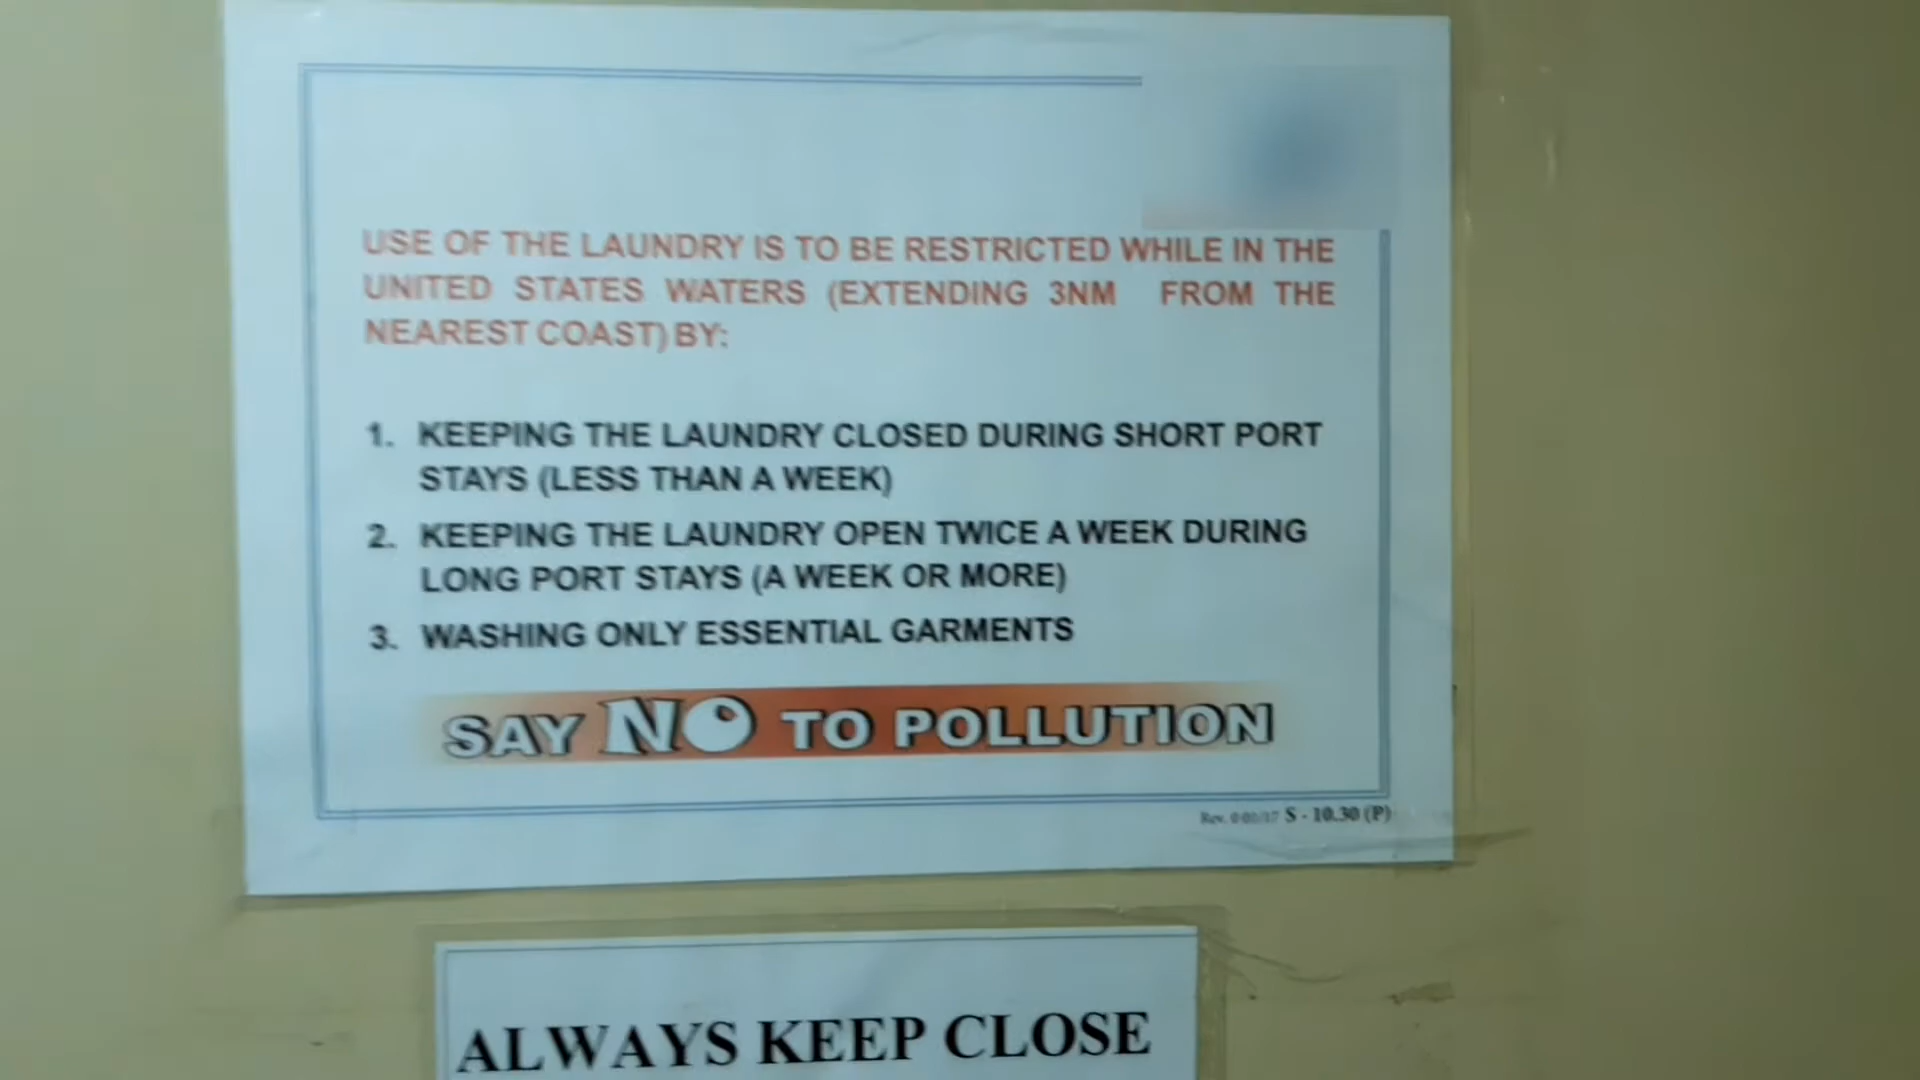 USE OF THE LAUNDRY IS TO BE RESTRICTED WHILE IN THE
UNITED STATES WATERS (EXTENDING 3NM FROM THE
NEAREST COAST) BY:
1. KEEPING THE LAUNDRY CLOSED DURING SHORT PORT
STAYS (LESS THAN A WEEK)
2. KEEPING THE LAUNDRY OPEN TWICE A WEEK DURING
LONG PORT STAYS (A WEEK OR MORE)
3. WASHING ONLY ESSENTIAL GARMENTS
SAY NO TO POLLUTION
Rev. S - 10.30 (P)
ALWAYS KEEP CLOSE